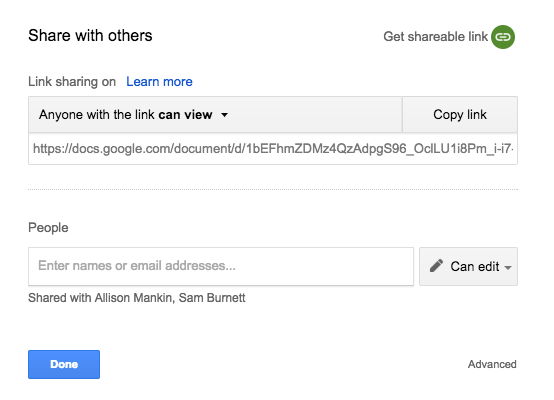 Share with others
Get shareable link
Link sharing on Learn more
Anyone with the link can view
Copy link
https://docs.google.com/document/d/1bEFhmZDMz4QzAdpgS96_OclLU1i8Pm_i-i7-
People
Enter names or email addresses...
Can edit
Shared with Allison Mankin, Sam Burnett
Done
Advanced